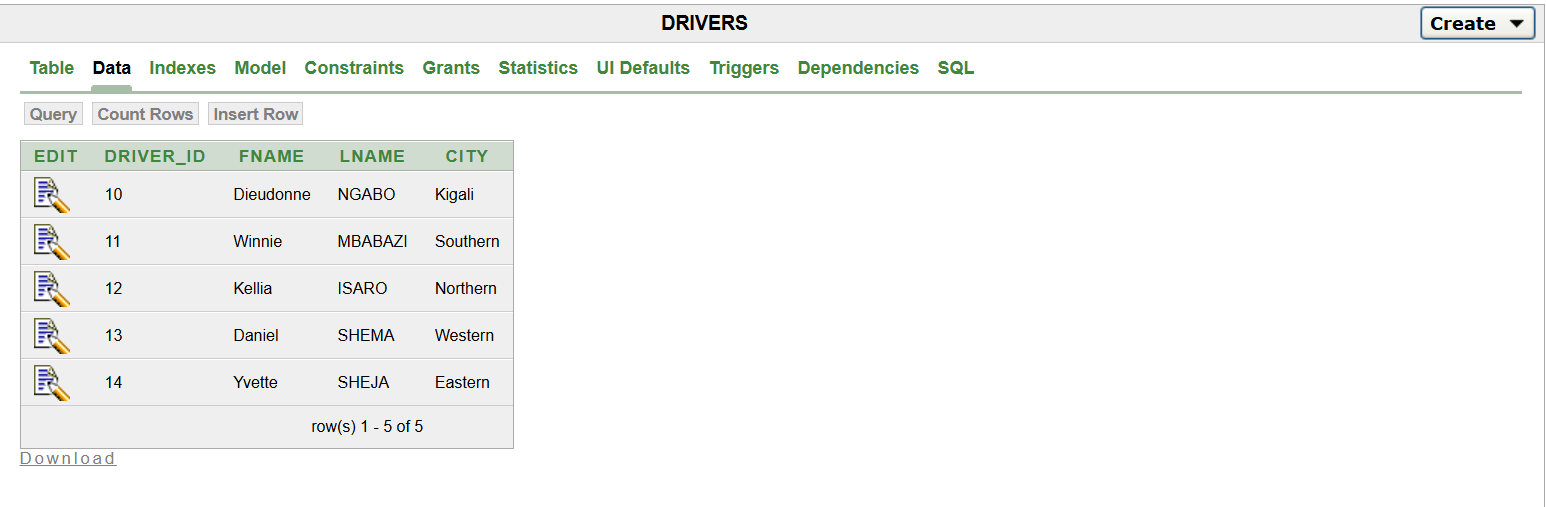 DRIVERS
Create
Table Data Indexes Model Constraints Grants Statistics UI Defaults Triggers Dependencies SQL
Query Count Rows Insert Row
EDIT DRIVER_ID FNAME LNAME CITY
10 Dieudonne NGABO Kigali
11 Winnie MBABAZI Southern
12 Kellia ISARO Northern
13 Daniel SHEMA Western
14 Yvette SHEJA Eastern
row(s) 1 - 5 of 5
Download